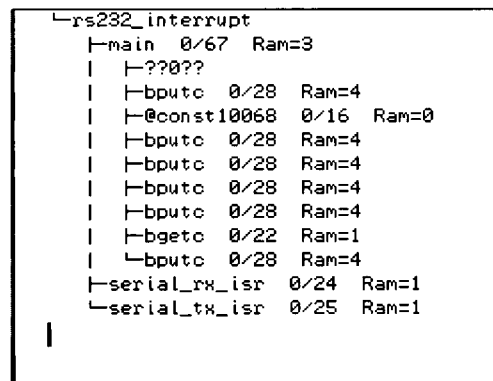 └─rs232_interrupt
   ├─main  0/67  Ram=3
   |  ├─??0??
   |  ├─bputc  0/28  Ram=4
   |  ├─@const10068  0/16  Ram=0
   |  ├─bputc  0/28  Ram=4
   |  ├─bputc  0/28  Ram=4
   |  ├─bputc  0/28  Ram=4
   |  ├─bputc  0/28  Ram=4
   |  ├─bgetc  0/22  Ram=1
   |  └─bputc  0/28  Ram=4
   ├─serial_rx_isr  0/24  Ram=1
   └─serial_tx_isr  0/25  Ram=1